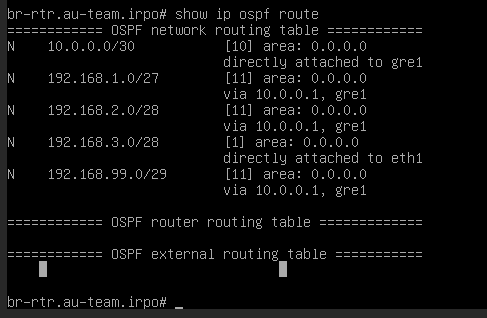 br-rtr.au-team.irpo# show ip ospf route
============ OSPF network routing table ============
N    10.0.0.0/30           [10] area: 0.0.0.0
                           directly attached to gre1
N    192.168.1.0/27        [11] area: 0.0.0.0
                           via 10.0.0.1, gre1
N    192.168.2.0/28        [11] area: 0.0.0.0
                           via 10.0.0.1, gre1
N    192.168.3.0/28        [1] area: 0.0.0.0
                           directly attached to eth1
N    192.168.99.0/29       [11] area: 0.0.0.0
                           via 10.0.0.1, gre1
============ OSPF router routing table =============
============ OSPF external routing table ===========
br-rtr.au-team.irpo# _